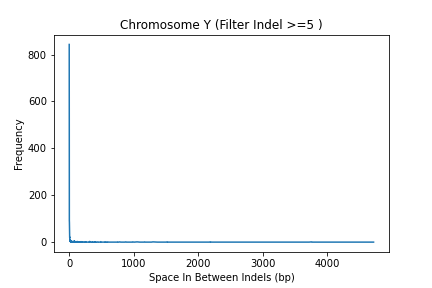 Chromosome Y (Filter Indel >=5 )
Frequency
800
600
400
200
0
0 1000 2000 3000 4000
Space In Between Indels (bp)